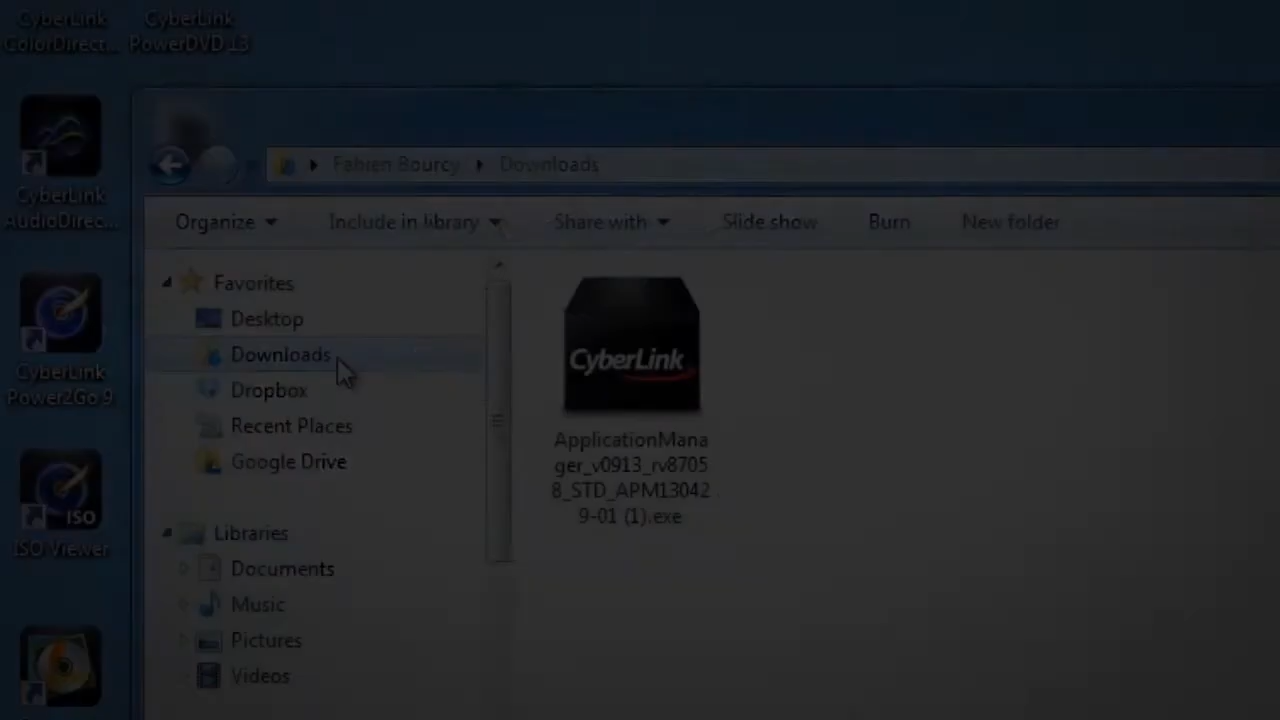 CyberLink
ColorDirect...
CyberLink
PowerDVD 13
CyberLink
AudioDirec...
CyberLink
Power2Go 9
ISO
ISO Viewer
Fabien Bourcy
Downloads
Organize
Include in library
Share with
Slide show
Burn
New folder
Favorites
Desktop
Downloads
Dropbox
Recent Places
Google Drive
Libraries
Documents
Music
Pictures
Videos
CyberLink
ApplicationMana
ger_v0913_rv8705
8_STD_APM13042
9-01 (1).exe